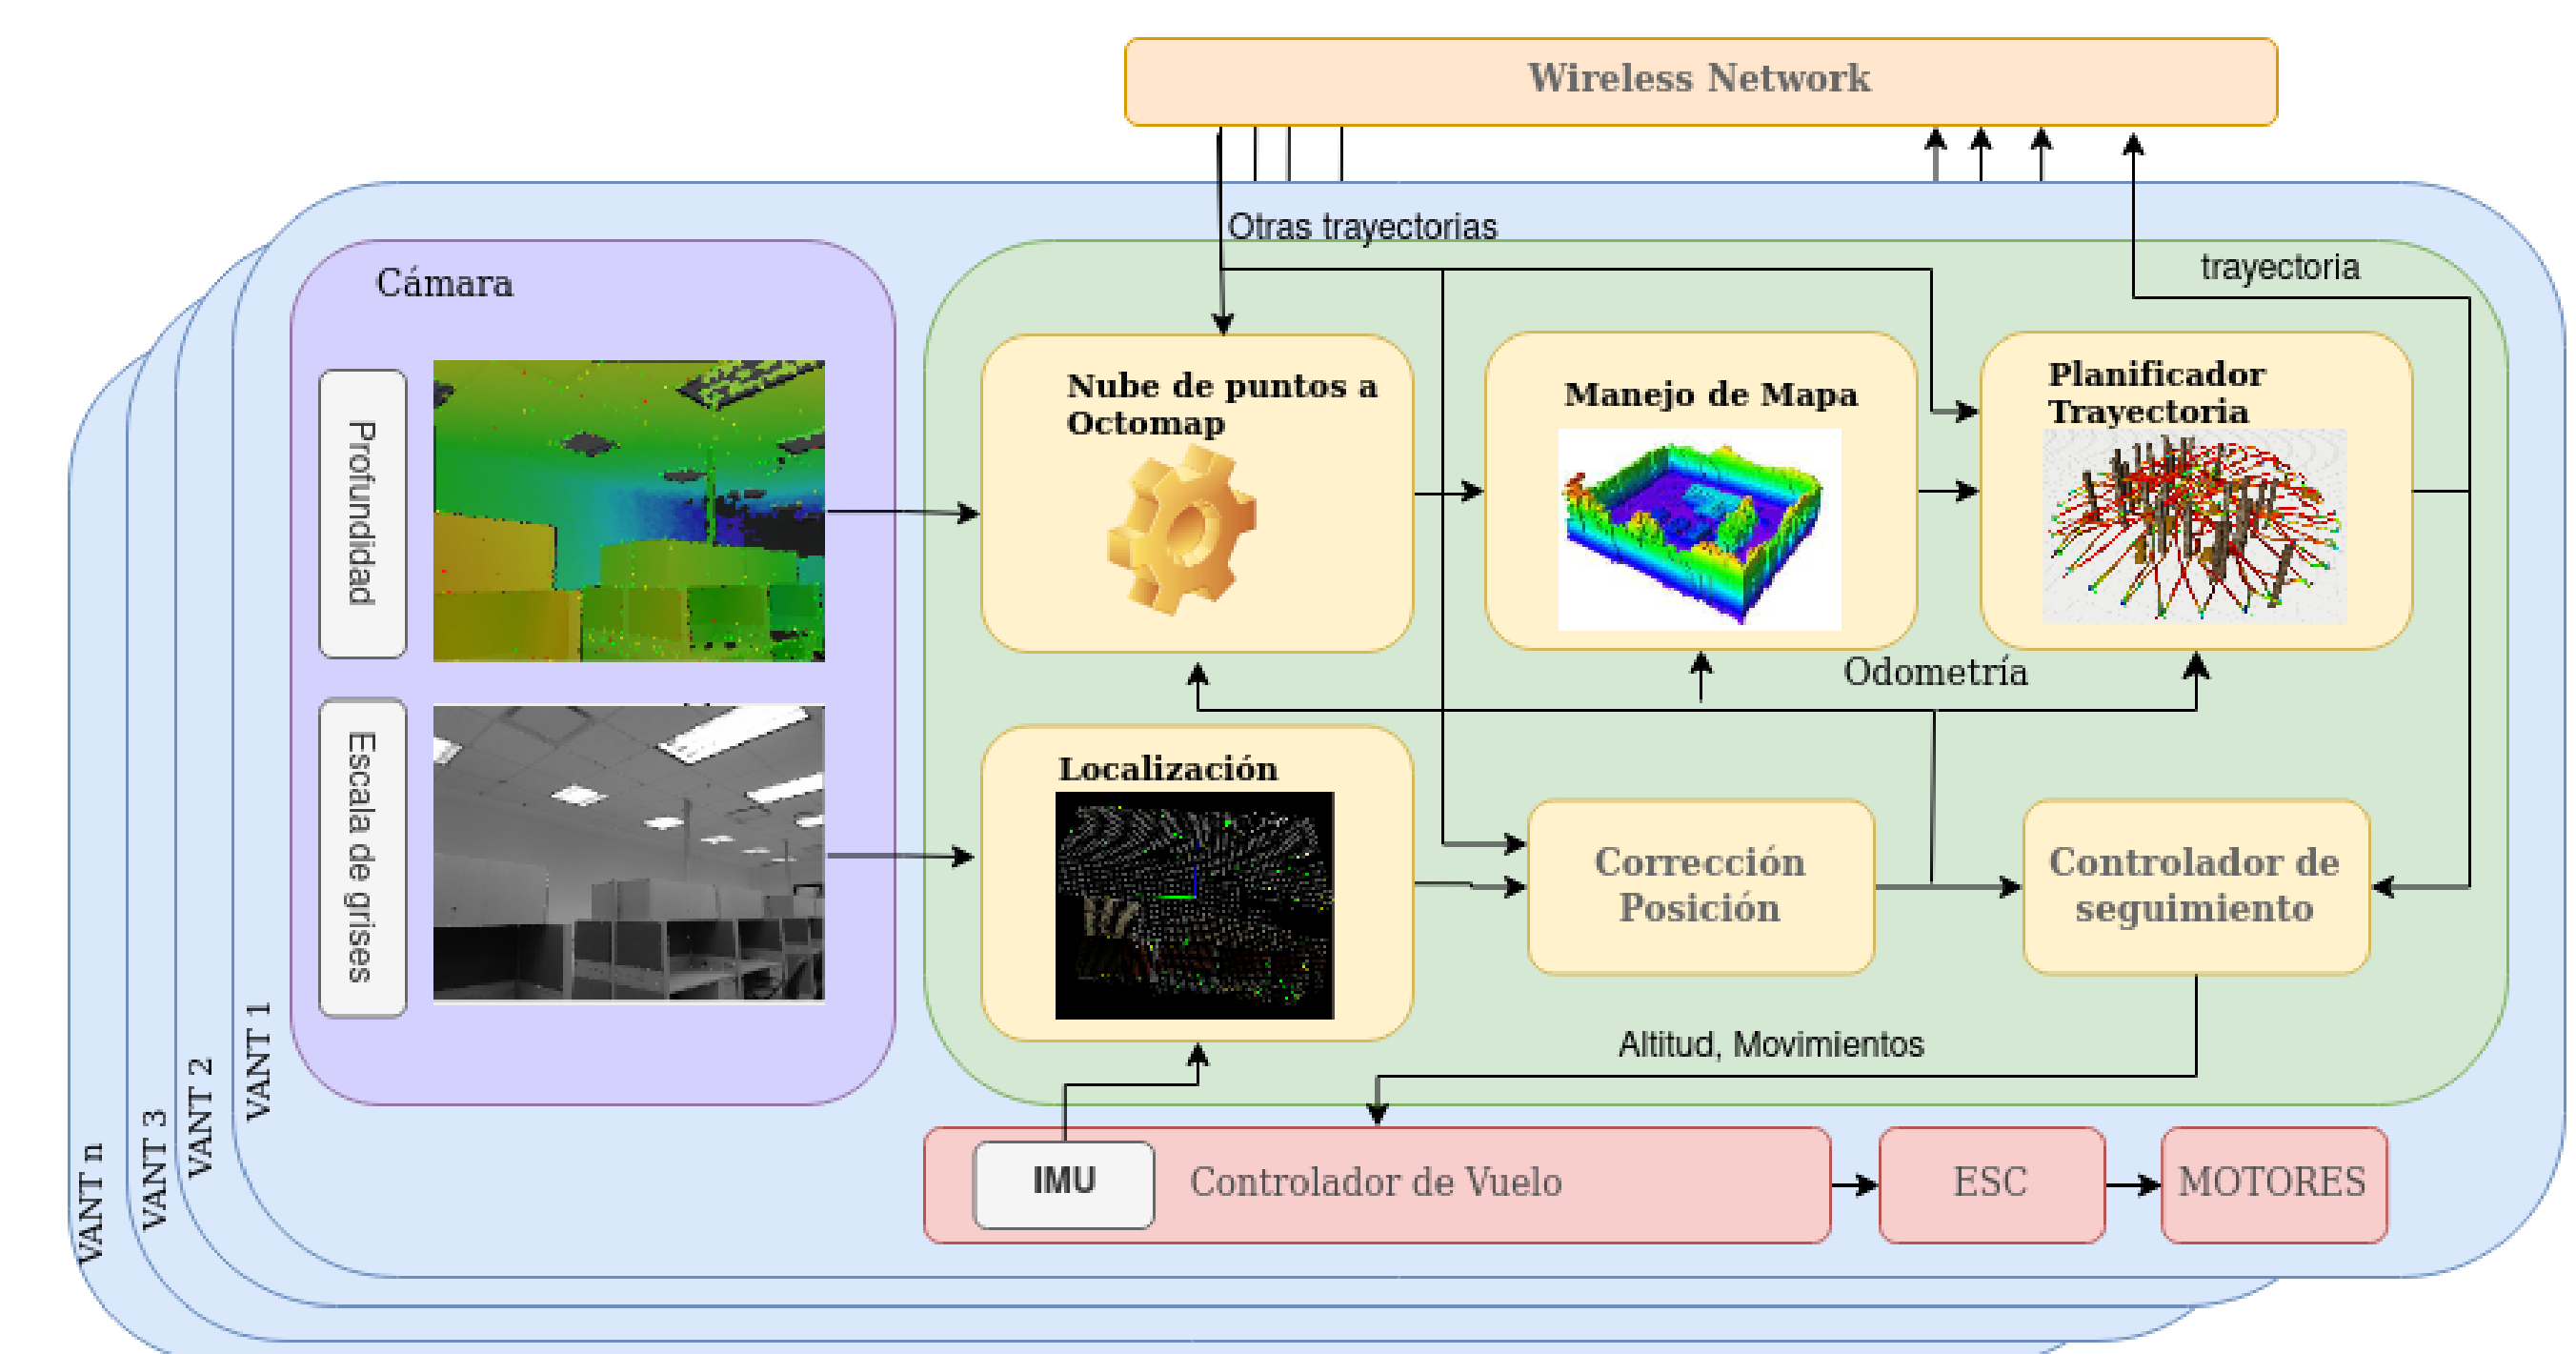 Wireless Network
Otras trayectorias
trayectoria
Cámara
Profundidad
Escala de grises
Nube de puntos a
Octomap
Manejo de Mapa
Planificador
Trayectoria
Odometría
Localización
Corrección
Posición
Controlador de
seguimiento
Altitud, Movimientos
IMU
Controlador de Vuelo
ESC
MOTORES
VANT 1
VANT 2
VANT 3
VANT n